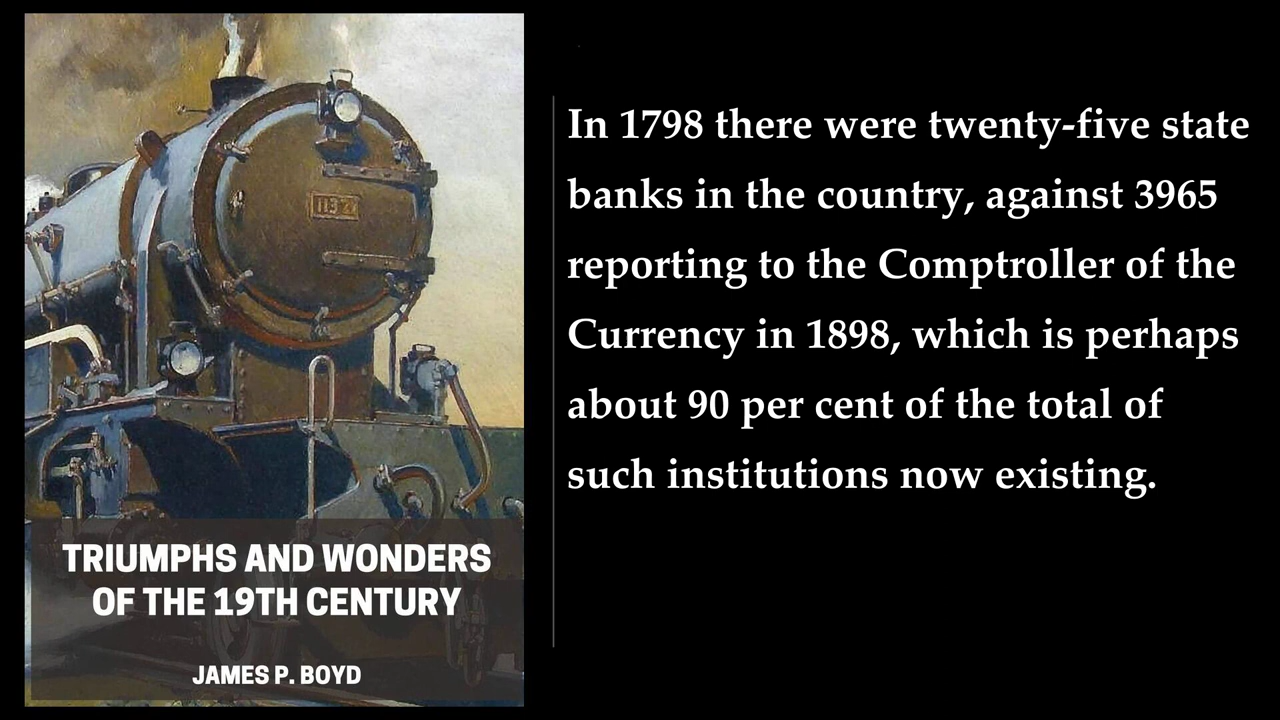 TRIUMPHS AND WONDERS
OF THE 19TH CENTURY
JAMES P. BOYD
In 1798 there were twenty-five state
banks in the country, against 3965
reporting to the Comptroller of the
Currency in 1898, which is perhaps
about 90 per cent of the total of
such institutions now existing.